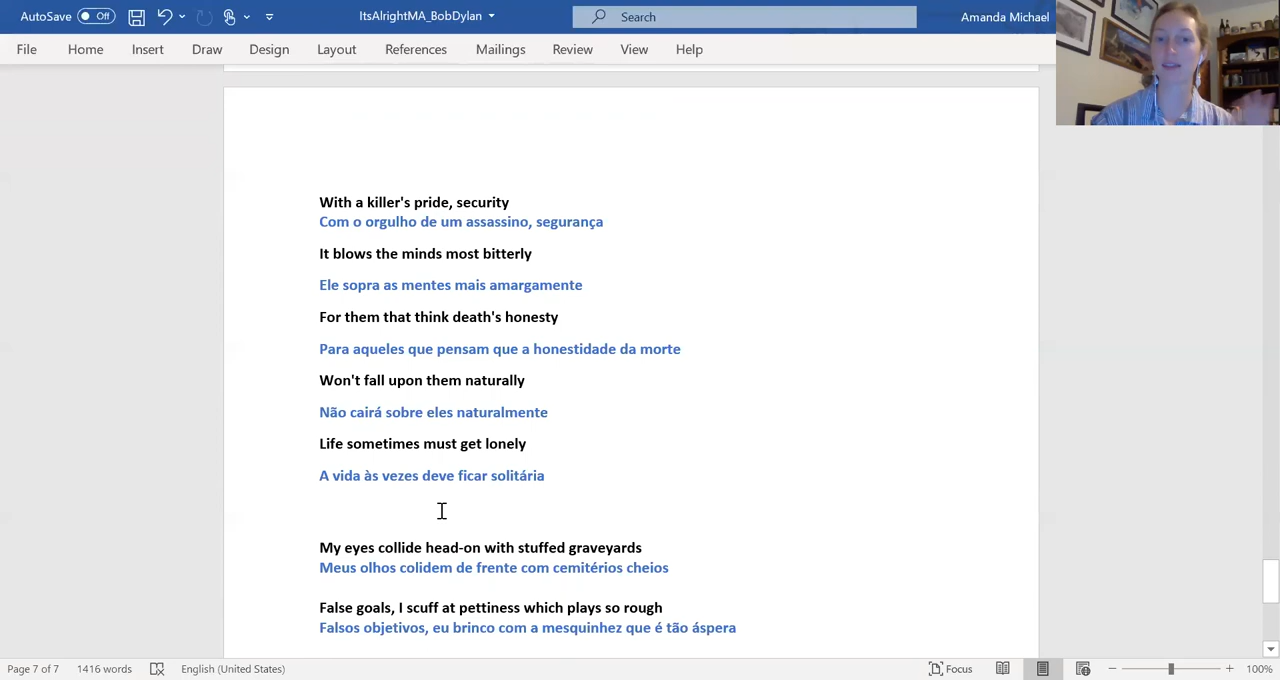 AutoSave Off ItsAlrightMA_BobDylan Search Amanda Michael
File Home Insert Draw Design Layout References Mailings Review View Help
With a killer's pride, security
Com o orgulho de um assassino, segurança
It blows the minds most bitterly
Ele sopra as mentes mais amargamente
For them that think death's honesty
Para aqueles que pensam que a honestidade da morte
Won't fall upon them naturally
Não cairá sobre eles naturalmente
Life sometimes must get lonely
A vida às vezes deve ficar solitária
My eyes collide head-on with stuffed graveyards
Meus olhos colidem de frente com cemitérios cheios
False goals, I scuff at pettiness which plays so rough
Falsos objetivos, eu brinco com a mesquinhez que é tão áspera
Page 7 of 7 1416 words English (United States) Focus 100%